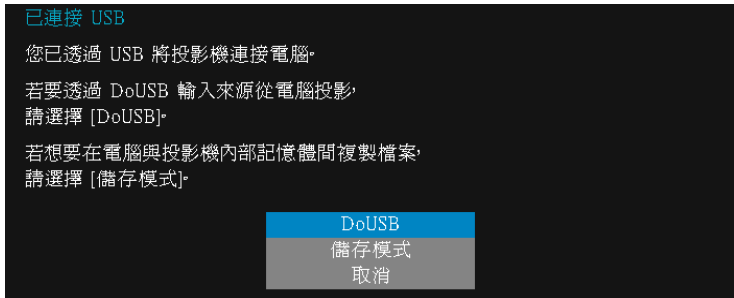 已連接 USB
您已透過 USB 將投影機連接電腦。
若要透過 DoUSB 輸入來源從電腦投影，
請選擇 [DoUSB]。
若想要在電腦與投影機內部記憶體間複製檔案，
請選擇 [儲存模式]。
DoUSB
儲存模式
取消